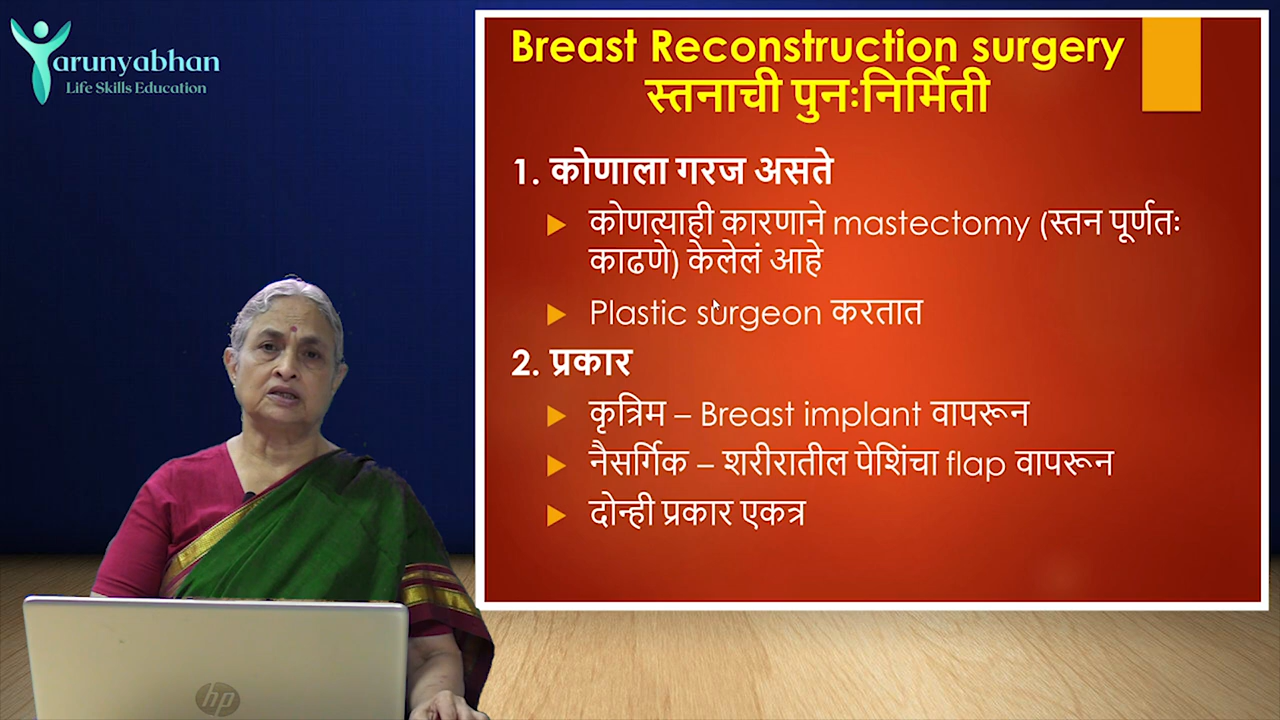 arunyabhan
Life Skills Education
Breast Reconstruction surgery
स्तनाची पुनःनिर्मिती
1. कोणाला गरज असते
कोणत्याही कारणाने mastectomy (स्तन पूर्णतः
काढणे) केलेलं आहे
Plastic surgeon करतात
2. प्रकार
कृत्रिम – Breast implant वापरून
नैसर्गिक – शरीरातील पेशिंचा flap वापरून
दोन्ही प्रकार एकत्र
hp